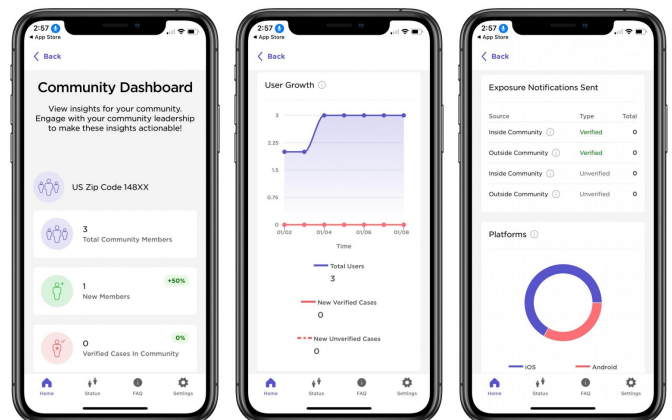 2:57
App Store
Back
Community Dashboard
View insights for your community.
Engage with your community leadership
to make these insights actionable!
US Zip Code 148XX
3
Total Community Members
1
New Members
+50%
0
Verified Cases In Community
0%
Home
Status
FAQ
Settings
2:57
App Store
Back
User Growth
3
2.25
1.5
0.75
0
01/02
01/04
01/06
01/08
Time
Total Users
3
New Verified Cases
0
New Unverified Cases
0
Home
Status
FAQ
Settings
2:57
App Store
Back
Exposure Notifications Sent
Source Type Total
Inside Community Verified 0
Outside Community Verified 0
Inside Community Unverified 0
Outside Community Unverified 0
Platforms
iOS
Android
Home
Status
FAQ
Settings